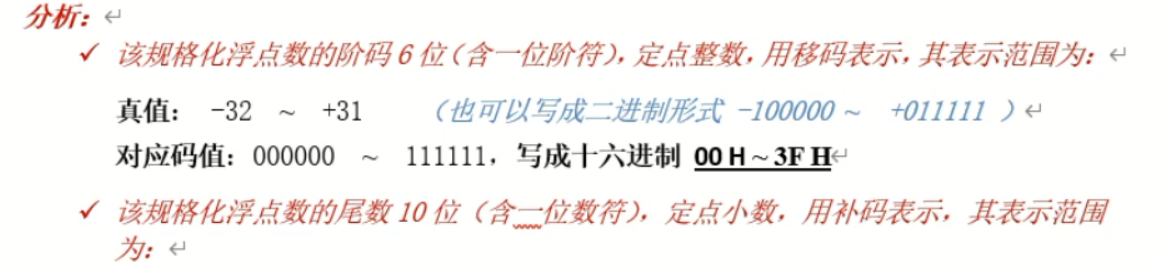 分析：↵
✓ 该规格化浮点数的阶码 6 位（含一位阶符），定点整数，用移码表示，其表示范围为：↵
真值： -32 ~ +31 （也可以写成二进制形式 -100000 ~ +011111 ）↵
对应码值：000000 ~ 111111，写成十六进制 00 H ~ 3F H↵
✓ 该规格化浮点数的尾数 10 位（含一位数符），定点小数，用补码表示，其表示范围
为：↵